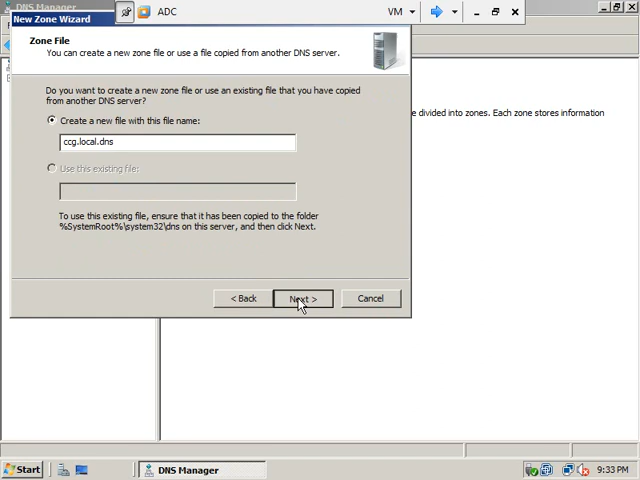 DNS Manager
New Zone Wizard
ADC
VM
Zone File
You can create a new zone file or use a file copied from another DNS server.
Do you want to create a new zone file or use an existing file that you have copied
from another DNS server?
Create a new file with this file name:
ccg.local.dns
Use this existing file:
To use this existing file, ensure that it has been copied to the folder
%SystemRoot%\system32\dns on this server, and then click Next.
< Back
Next >
Cancel
e divided into zones. Each zone stores information
Start
DNS Manager
9:33 PM